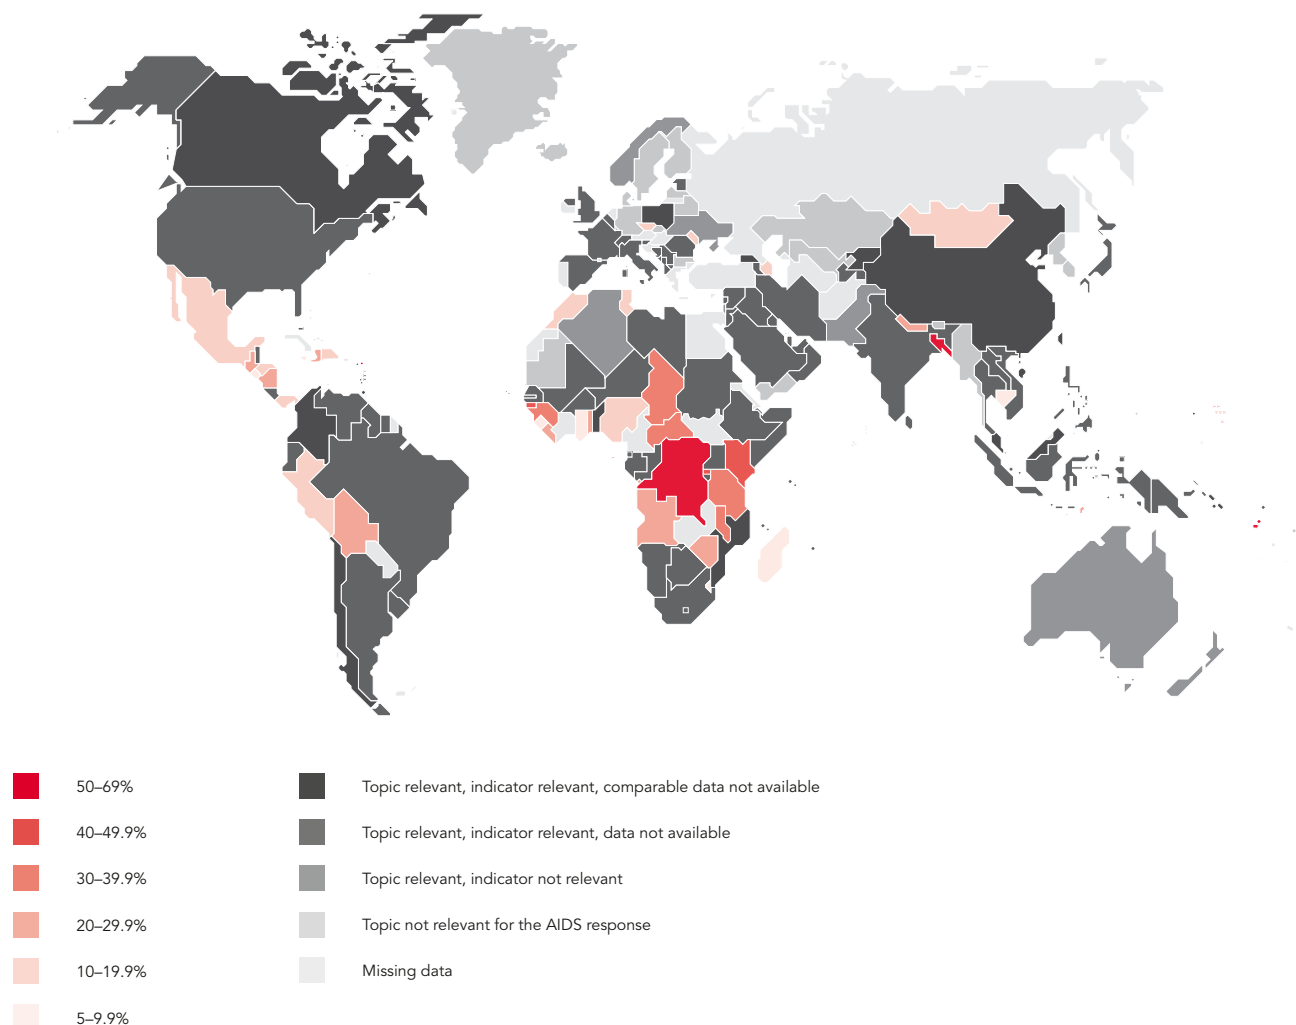 50–69%
40–49.9%
30–39.9%
20–29.9%
10–19.9%
5–9.9%
Topic relevant, indicator relevant, comparable data not available
Topic relevant, indicator relevant, data not available
Topic relevant, indicator not relevant
Topic not relevant for the AIDS response
Missing data